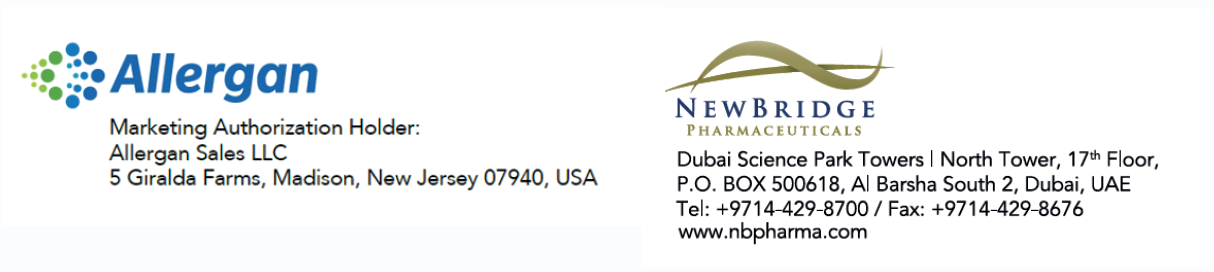 Allergan
Marketing Authorization Holder:
Allergan Sales LLC
5 Giralda Farms, Madison, New Jersey 07940, USA
NEWBRIDGE
PHARMACEUTICALS
Dubai Science Park Towers | North Tower, 17th Floor,
P.O. BOX 500618, Al Barsha South 2, Dubai, UAE
Tel: +9714-429-8700 / Fax: +9714-429-8676
www.nbpharma.com